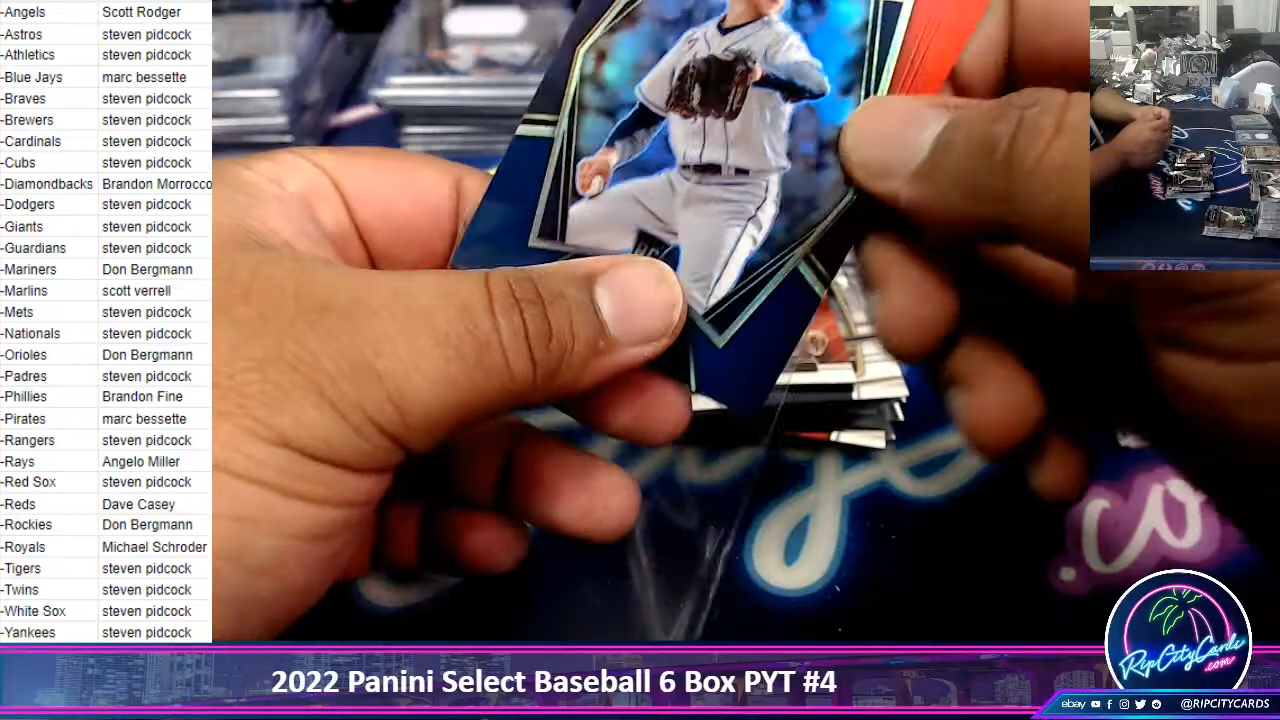 -Angels Scott Rodger
-Astros steven pidcock
-Athletics steven pidcock
-Blue Jays marc bessette
-Braves steven pidcock
-Brewers steven pidcock
-Cardinals steven pidcock
-Cubs steven pidcock
-Diamondbacks Brandon Morrocco
-Dodgers steven pidcock
-Giants steven pidcock
-Guardians steven pidcock
-Mariners Don Bergmann
-Marlins scott verrell
-Mets steven pidcock
-Nationals steven pidcock
-Orioles Don Bergmann
-Padres steven pidcock
-Phillies Brandon Fine
-Pirates marc bessette
-Rangers steven pidcock
-Rays Angelo Miller
-Red Sox steven pidcock
-Reds Dave Casey
-Rockies Don Bergmann
-Royals Michael Schroder
-Tigers steven pidcock
-Twins steven pidcock
-White Sox steven pidcock
-Yankees steven pidcock
.co
RipCityCards
.com
2022 Panini Select Baseball 6 Box PYT #4
ebay @RIPCITYCARDS